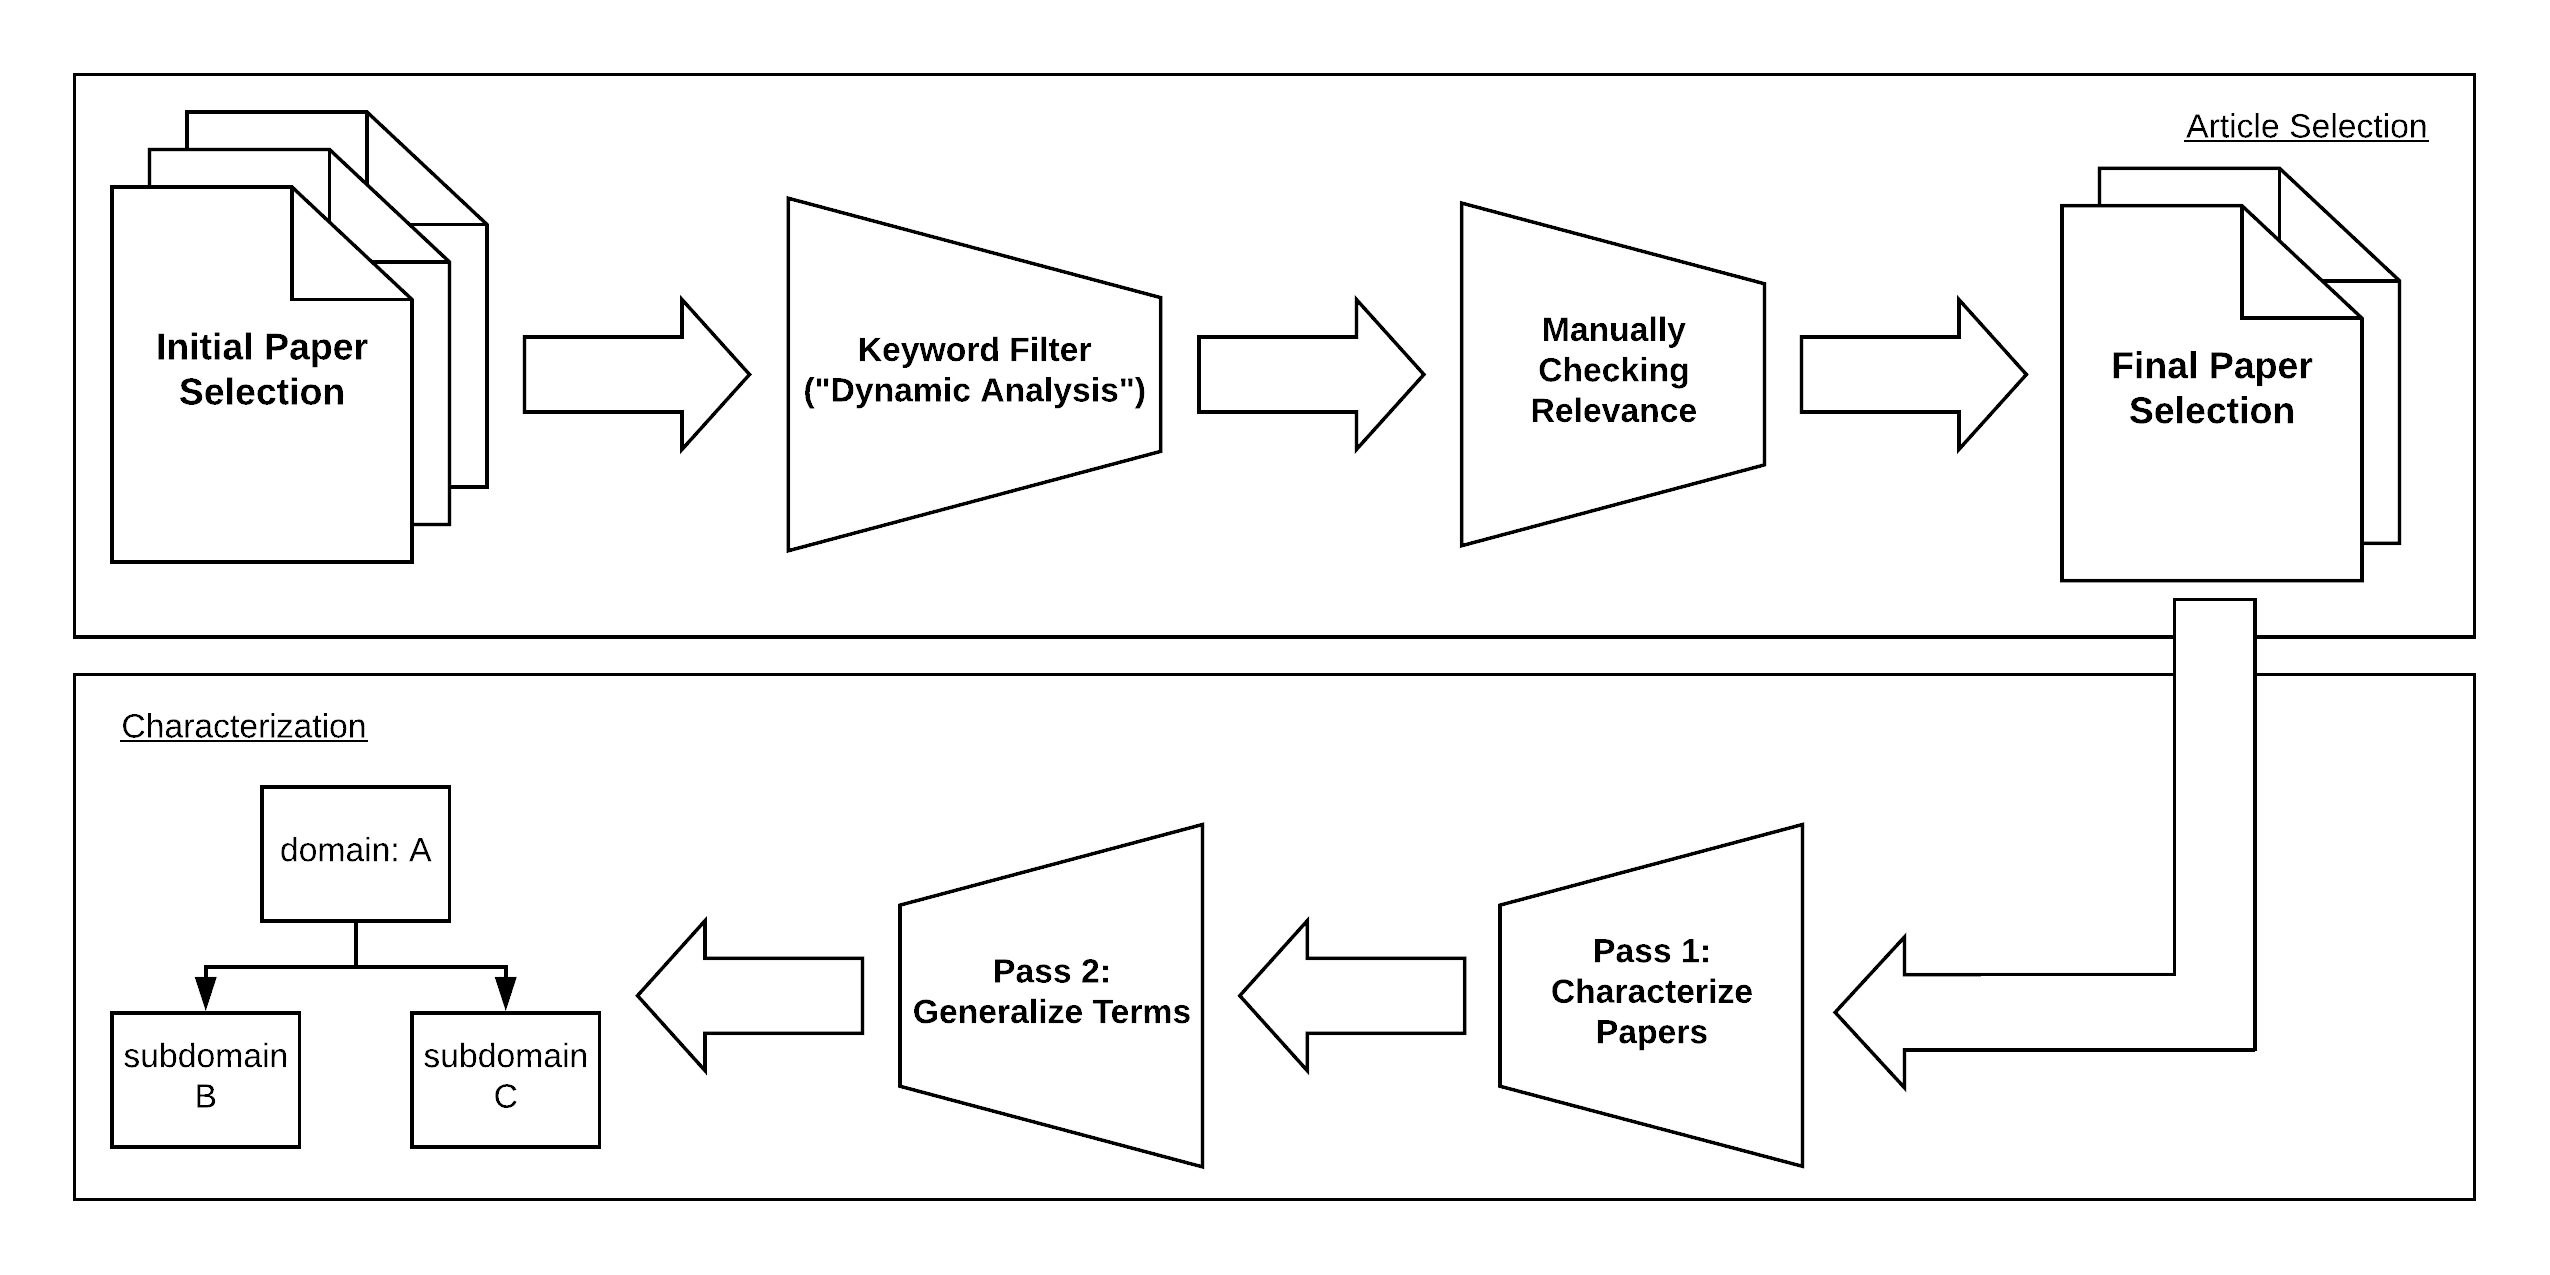 Article Selection
Initial Paper
Selection
Keyword Filter
("Dynamic Analysis")
Manually
Checking
Relevance
Final Paper
Selection
Characterization
domain: A
subdomain
B
subdomain
C
Pass 2:
Generalize Terms
Pass 1:
Characterize
Papers